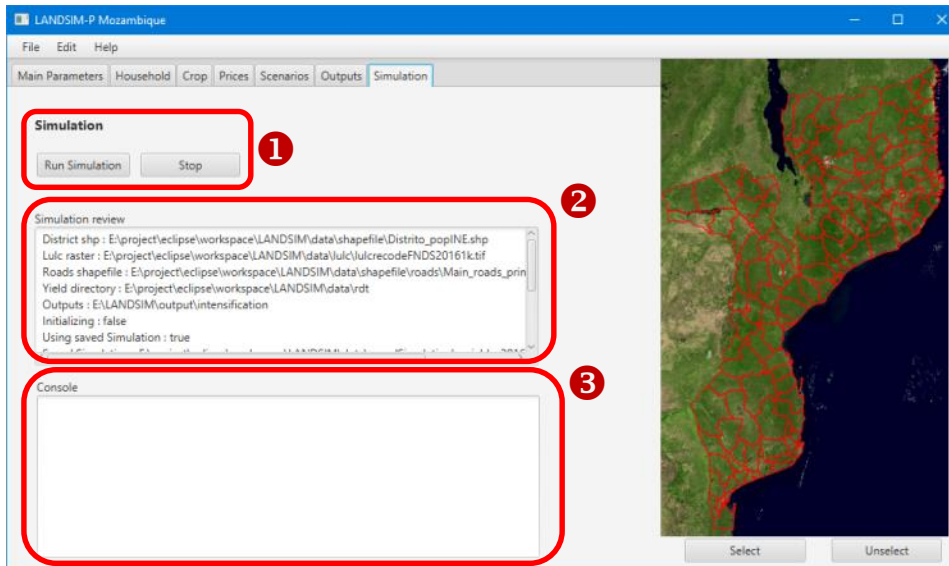 LANDSIM-P Mozambique
File Edit Help
Main Parameters Household Crop Prices Scenarios Outputs Simulation
Simulation
Run Simulation Stop
1
2
Simulation review
District shp : E:\project\eclipse\workspace\LANDSIM\data\shapefile\Distrito_popINE.shp
Lulc raster : E:\project\eclipse\workspace\LANDSIM\data\lulc\lulcrecodeFNDS20161k.tif
Roads shapefile : E:\project\eclipse\workspace\LANDSIM\data\shapefile\roads\Main_roads_prin
Yield directory : E:\project\eclipse\workspace\LANDSIM\data\rdt
Outputs : E:\LANDSIM\output\intensification
Initializing : false
Using saved Simulation : true
3
Console
Select Unselect